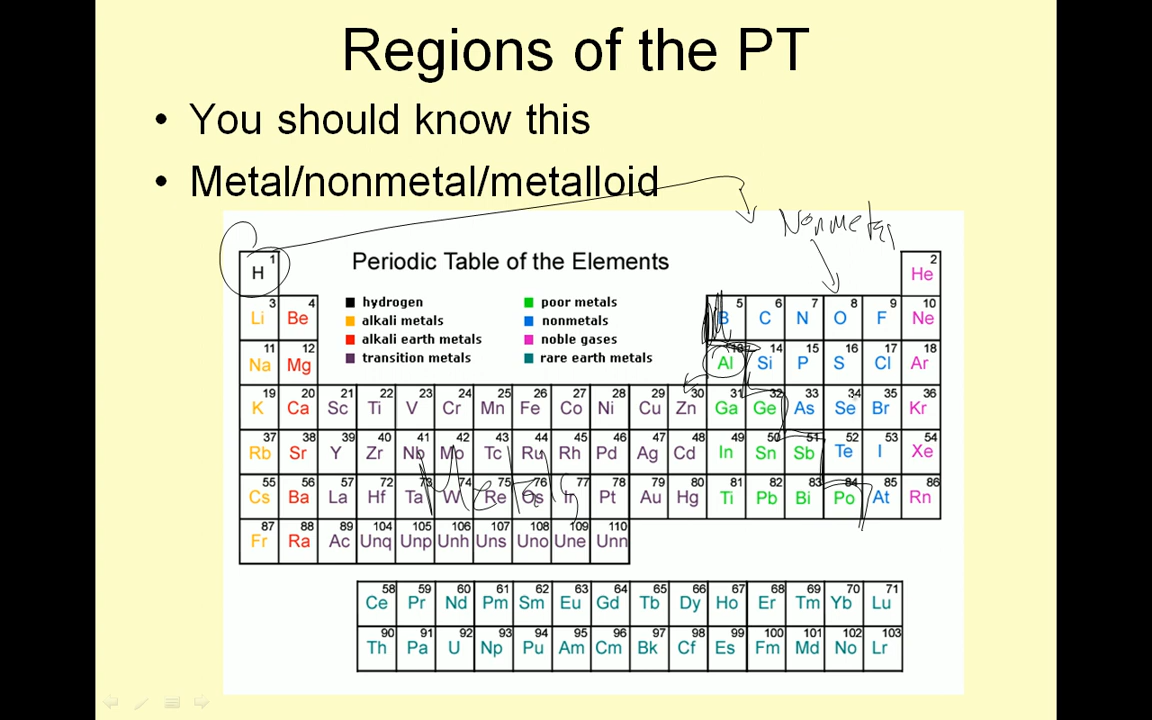 Regions of the PT
• You should know this
• Metal/nonmetal/metalloid
Nonmetals
Periodic Table of the Elements
1 H
2 He
hydrogen
alkali metals
alkali earth metals
transition metals
poor metals
nonmetals
noble gases
rare earth metals
3 Li 4 Be 5 B 6 C 7 N 8 O 9 F 10 Ne
11 Na 12 Mg 13 Al 14 Si 15 P 16 S 17 Cl 18 Ar
19 K 20 Ca 21 Sc 22 Ti 23 V 24 Cr 25 Mn 26 Fe 27 Co 28 Ni 29 Cu 30 Zn 31 Ga 32 Ge 33 As 34 Se 35 Br 36 Kr
37 Rb 38 Sr 39 Y 40 Zr 41 Nb 42 Mo 43 Tc 44 Ru 45 Rh 46 Pd 47 Ag 48 Cd 49 In 50 Sn 51 Sb 52 Te 53 I 54 Xe
Metals
55 Cs 56 Ba 57 La 72 Hf 73 Ta 74 W 75 Re 76 Os 77 Ir 78 Pt 79 Au 80 Hg 81 Ti 82 Pb 83 Bi 84 Po 85 At 86 Rn
87 Fr 88 Ra 89 Ac 104 Unq 105 Unp 106 Unh 107 Uns 108 Uno 109 Une 110 Unn
58 Ce 59 Pr 60 Nd 61 Pm 62 Sm 63 Eu 64 Gd 65 Tb 66 Dy 67 Ho 68 Er 69 Tm 70 Yb 71 Lu
90 Th 91 Pa 92 U 93 Np 94 Pu 95 Am 96 Cm 97 Bk 98 Cf 99 Es 100 Fm 101 Md 102 No 103 Lr